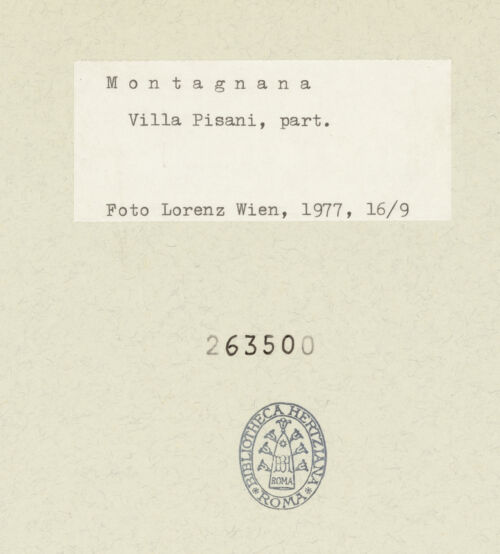 Montagnana
Villa Pisani, part.
Foto Lorenz Wien, 1977, 16/9
263500
BIBLIOTHECA HERTZIANA
ROMA
* ROMA *